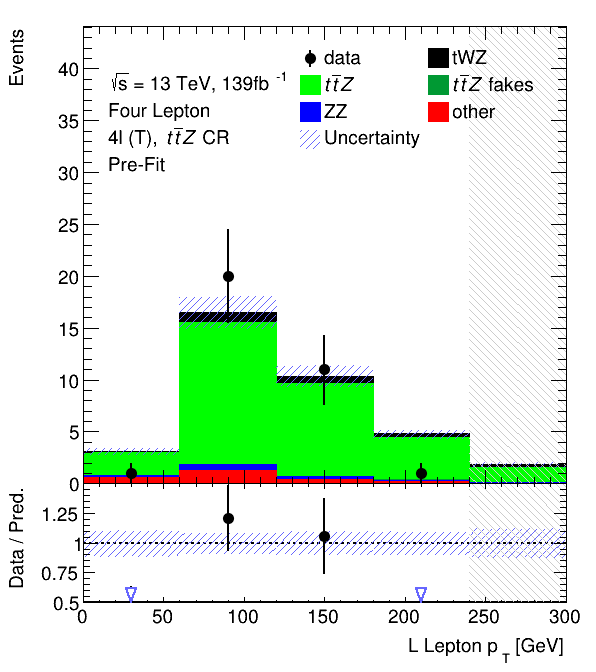 Events
40
35
30
25
20
15
10
5
0
√s = 13 TeV, 139fb⁻¹
Four Lepton
4l (T), tt̄Z CR
Pre-Fit
data
tWZ
tt̄Z
tt̄Z fakes
ZZ
other
Uncertainty
Data / Pred.
1.25
1
0.75
0.5
0 50 100 150 200 250 300
L Lepton p_T [GeV]